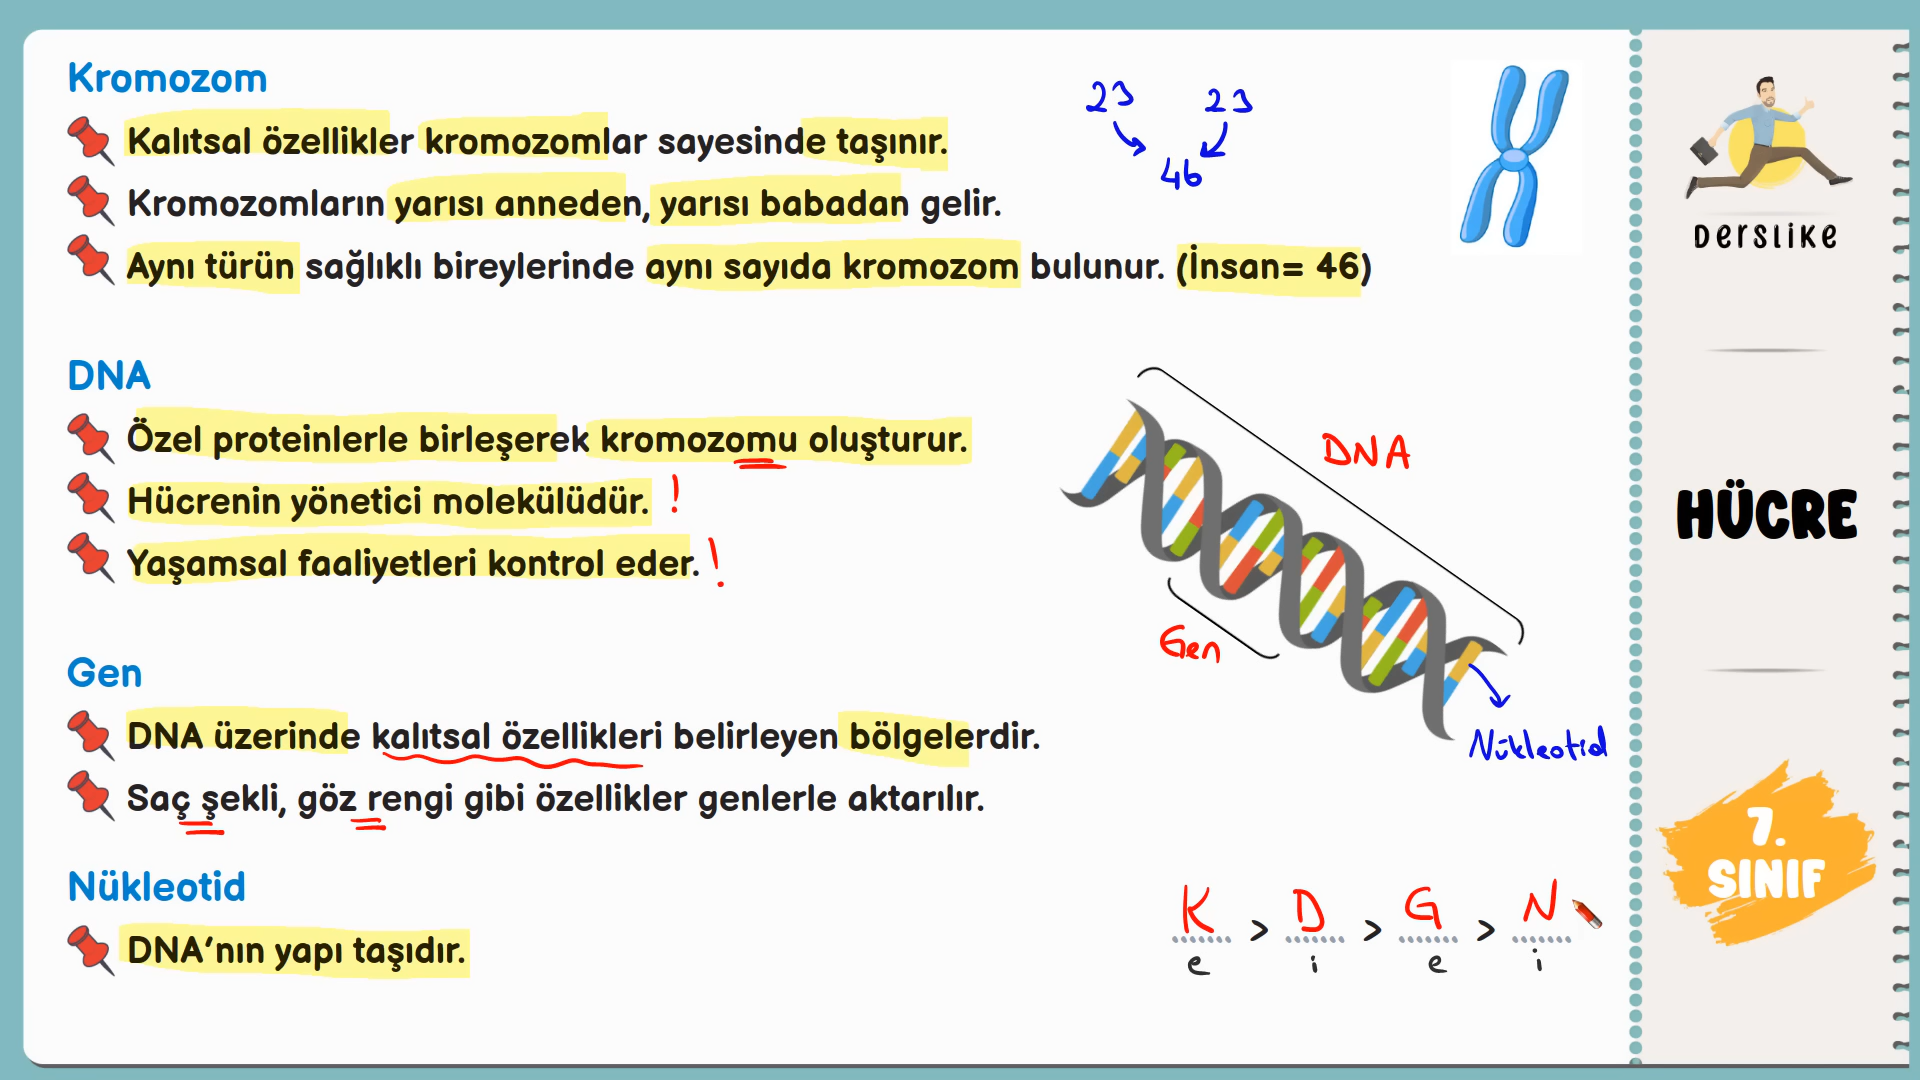 Kromozom
Kalıtsal özellikler kromozomlar sayesinde taşınır.
Kromozomların yarısı anneden, yarısı babadan gelir.
Aynı türün sağlıklı bireylerinde aynı sayıda kromozom bulunur. (İnsan= 46)
23 23
46
DNA
Özel proteinlerle birleşerek kromozomu oluşturur.
Hücrenin yönetici molekülüdür. !
Yaşamsal faaliyetleri kontrol eder. !
DNA
Gen
Nükleotid
Gen
DNA üzerinde kalıtsal özellikleri belirleyen bölgelerdir.
Saç şekli, göz rengi gibi özellikler genlerle aktarılır.
Nükleotid
DNA'nın yapı taşıdır.
K > D > G > N
e i e i
DERSLİKE
HÜCRE
7.
SINIF